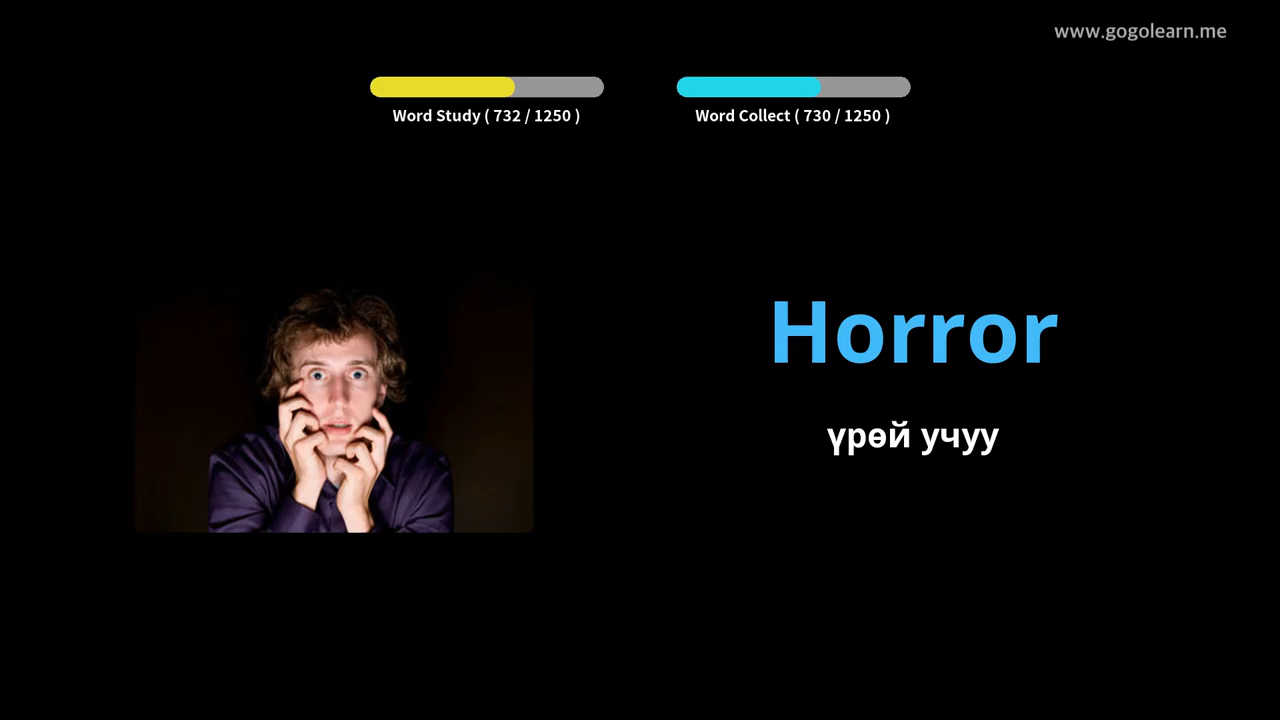 www.gogolearn.me
Word Study ( 732 / 1250 )
Word Collect ( 730 / 1250 )
Horror
үрөй учуу